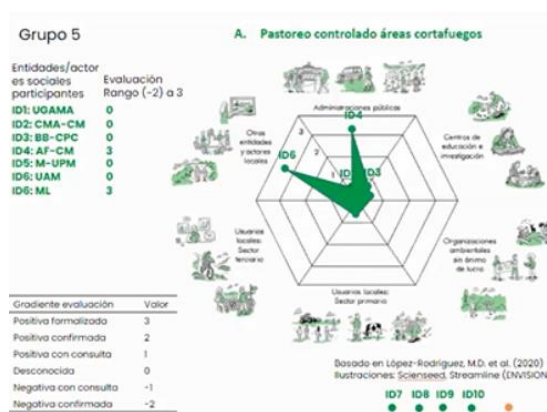 Grupo 5
A. Pastoreo controlado áreas cortafuegos
Entidades/actor
es sociales
participantes
Evaluación
Rango (-2) a 3
ID1: UGAMA 0
ID2: CMA-CM 0
ID3: BB-CPC 0
ID4: AF-CM 3
ID5: M-UPM 0
ID6: UAM 0
ID6: ML 3
Administraciones públicas
ID4
3
2
1
ID3
ID6
Otras
entidades
y actores
locales
Centros de
educación e
investigación
Usuarios
locales:
Sector
terciario
Organizaciones
ambientales
sin ánimo
de lucro
Usuarios locales:
Sector primario
Gradiente evaluación Valor
Positiva formalizada 3
Positiva confirmada 2
Positiva con consulta 1
Desconocida 0
Negativa con consulta -1
Negativa confirmada -2
Basado en López-Rodríguez, M.D. et al. (2020)
Ilustraciones: Scienseed, Streamline (ENVISION
ID7 ID8 ID9 ID10